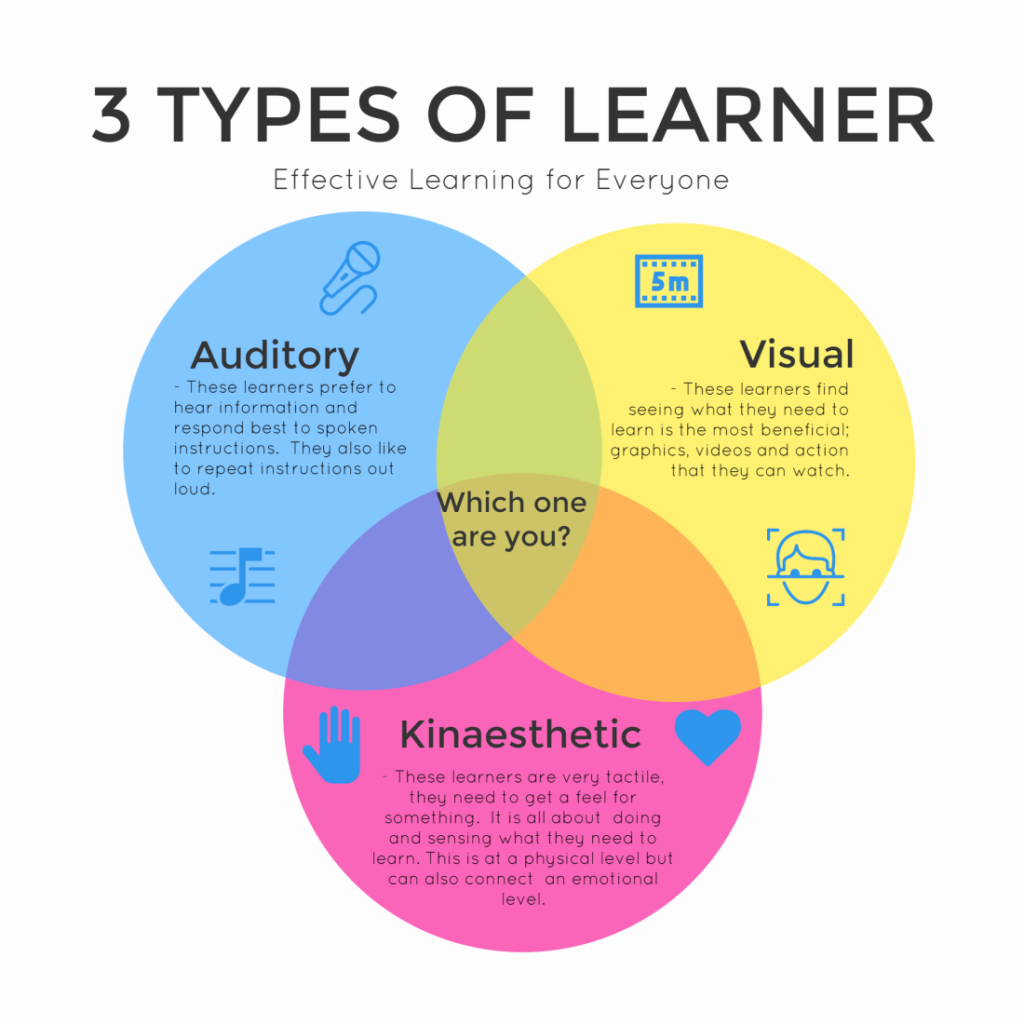 3 TYPES OF LEARNER
Effective Learning for Everyone
Auditory
- These learners prefer to
hear information and
respond best to spoken
instructions.  They also like
to repeat instructions out
loud.
5m
Visual
- These learners find
seeing what they need to
learn is the most beneficial;
graphics, videos and action
that they can watch.
Which one
are you?
Kinaesthetic
- These learners are very tactile,
they need to get a feel for
something.  It is all about  doing
and sensing what they need to
learn. This is at a physical level but
can also connect  an emotional
level.